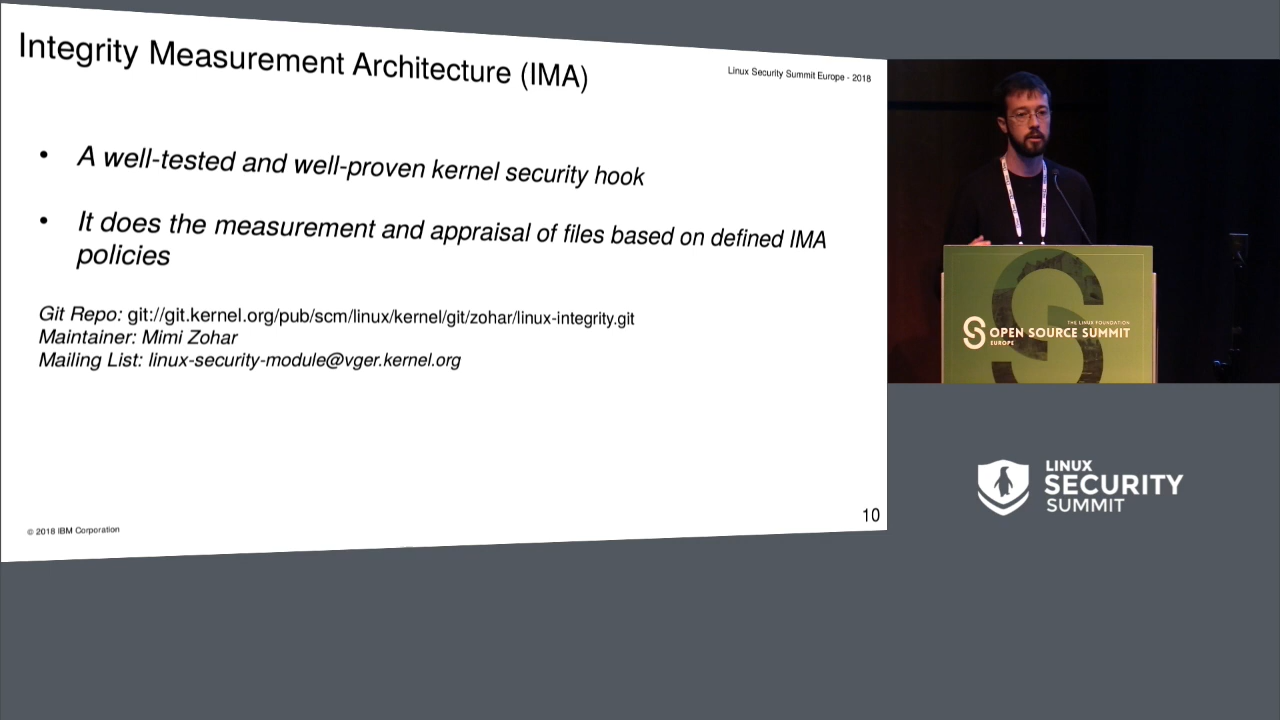 Integrity Measurement Architecture (IMA)
Linux Security Summit Europe - 2018
• A well-tested and well-proven kernel security hook
• It does the measurement and appraisal of files based on defined IMA
policies
Git Repo: git://git.kernel.org/pub/scm/linux/kernel/git/zohar/linux-integrity.git
Maintainer: Mimi Zohar
Mailing List: linux-security-module@vger.kernel.org
© 2018 IBM Corporation
10
THE LINUX FOUNDATION
OPEN SOURCE SUMMIT
EUROPE
LINUX
SECURITY
SUMMIT